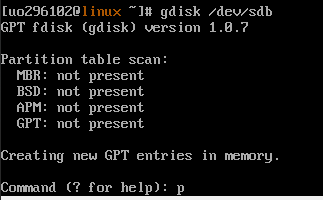 [uo296102@linux ~]# gdisk /dev/sdb
GPT fdisk (gdisk) version 1.0.7
Partition table scan:
MBR: not present
BSD: not present
APM: not present
GPT: not present
Creating new GPT entries in memory.
Command (? for help): p